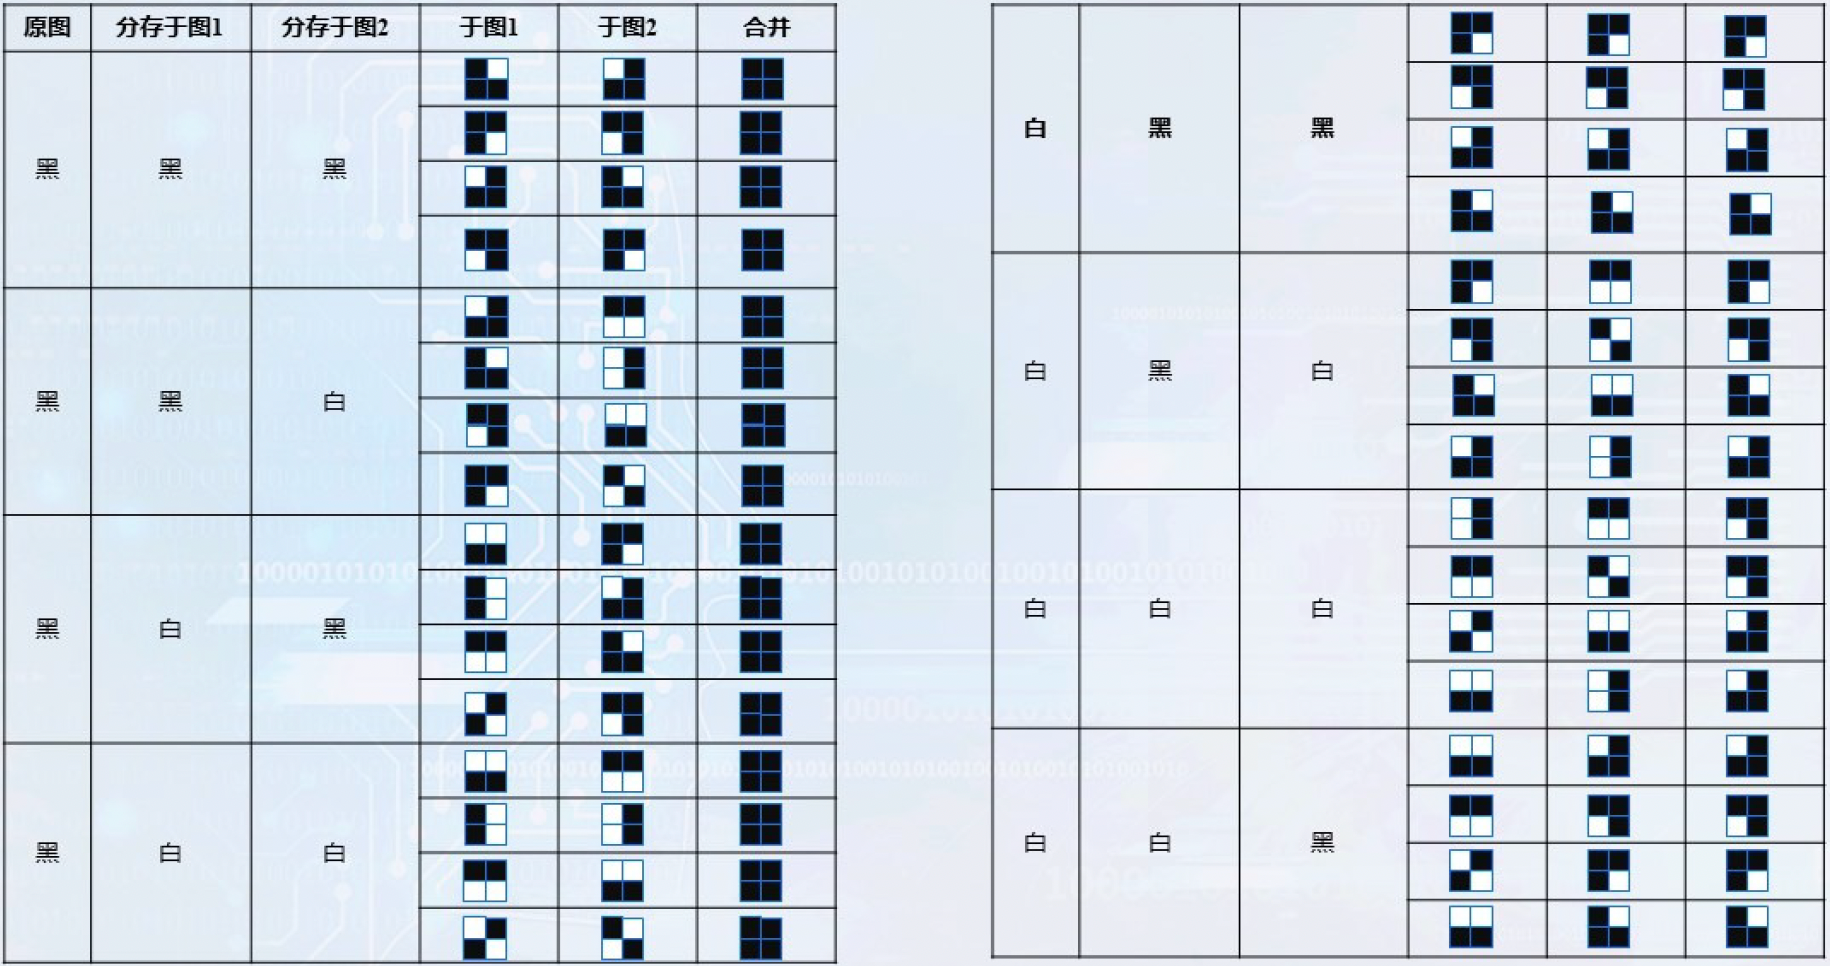 原图 分存于图1 分存于图2 于图1 于图2 合并
黑 黑 黑
黑 黑 白
黑 白 黑
黑 白 白
白 黑 黑
白 黑 白
白 白 白
白 白 黑